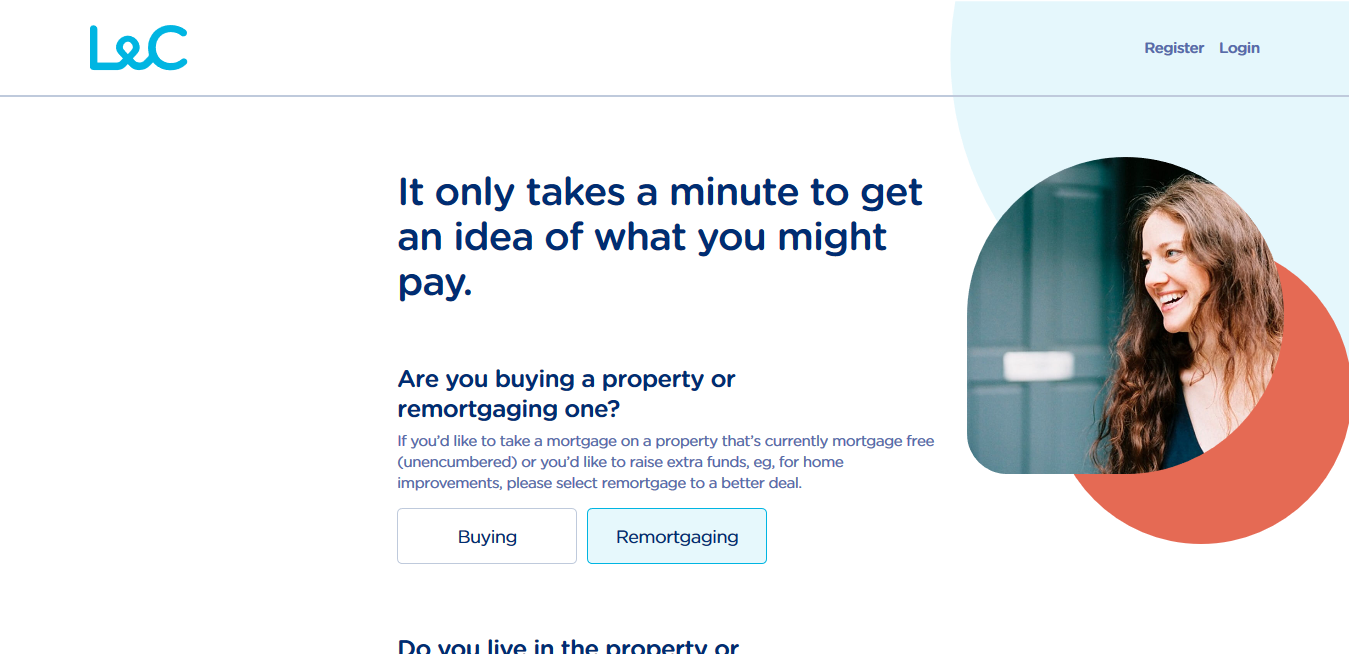 L&C
Register Login
It only takes a minute to get
an idea of what you might
pay.
Are you buying a property or
remortgaging one?
If you’d like to take a mortgage on a property that’s currently mortgage free
(unencumbered) or you’d like to raise extra funds, eg, for home
improvements, please select remortgage to a better deal.
Buying Remortgaging
Do you live in the property or